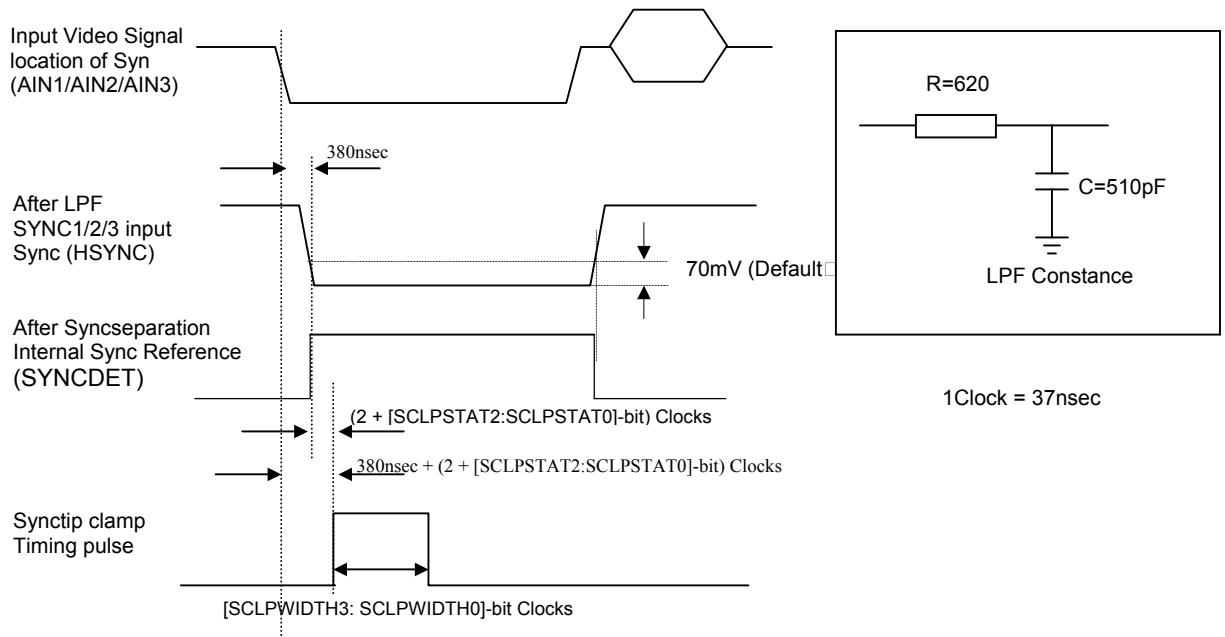 Input Video Signal
location of Syn
(AIN1/AIN2/AIN3)
380nsec
After LPF
SYNC1/2/3 input
Sync (HSYNC)
70mV (Default
After Syncseparation
Internal Sync Reference
(SYNCDET)
(2 + [SCLPSTAT2:SCLPSTAT0]-bit) Clocks
380nsec + (2 + [SCLPSTAT2:SCLPSTAT0]-bit) Clocks
Synctip clamp
Timing pulse
[SCLPWIDTH3: SCLPWIDTH0]-bit Clocks
R=620
C=510pF
LPF Constance
1Clock = 37nsec